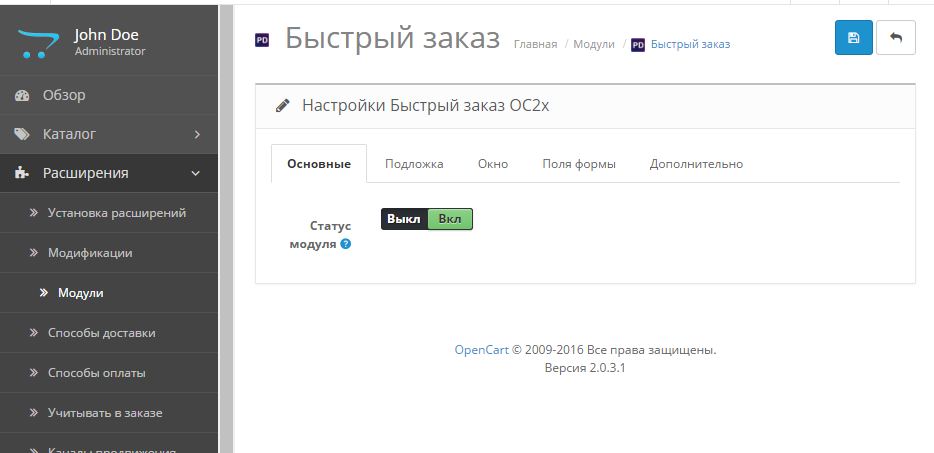 John Doe
Administrator
Обзор
Каталог
Расширения
Установка расширений
Модификации
Модули
Способы доставки
Способы оплаты
Учитывать в заказе
Каналы продвижения
PD Быстрый заказ
Главная / Модули / PD Быстрый заказ
Настройки Быстрый заказ OC2x
Основные Подложка Окно Поля формы Дополнительно
Статус
модуля ?
Выкл Вкл
OpenCart © 2009-2016 Все права защищены.
Версия 2.0.3.1